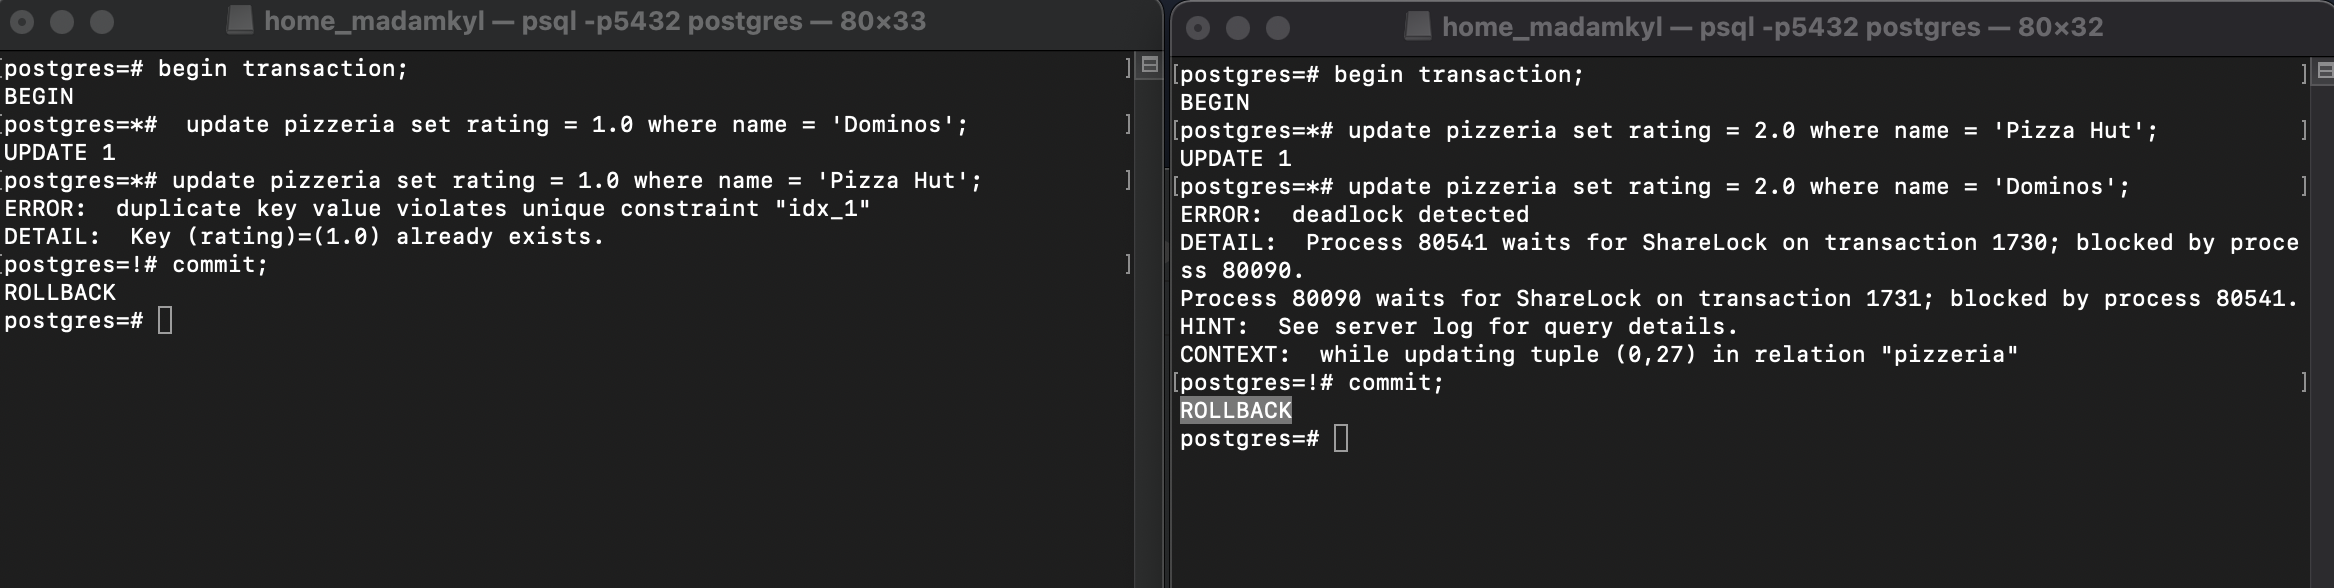 home_madamkyl — psql -p5432 postgres — 80×33
postgres=# begin transaction;
BEGIN
postgres=*#  update pizzeria set rating = 1.0 where name = 'Dominos';
UPDATE 1
postgres=*# update pizzeria set rating = 1.0 where name = 'Pizza Hut';
ERROR:  duplicate key value violates unique constraint "idx_1"
DETAIL:  Key (rating)=(1.0) already exists.
postgres=!# commit;
ROLLBACK
postgres=#
home_madamkyl — psql -p5432 postgres — 80×32
postgres=# begin transaction;
BEGIN
postgres=*# update pizzeria set rating = 2.0 where name = 'Pizza Hut';
UPDATE 1
postgres=*# update pizzeria set rating = 2.0 where name = 'Dominos';
ERROR:  deadlock detected
DETAIL:  Process 80541 waits for ShareLock on transaction 1730; blocked by proce
ss 80090.
Process 80090 waits for ShareLock on transaction 1731; blocked by process 80541.
HINT:  See server log for query details.
CONTEXT:  while updating tuple (0,27) in relation "pizzeria"
postgres=!# commit;
ROLLBACK
postgres=#